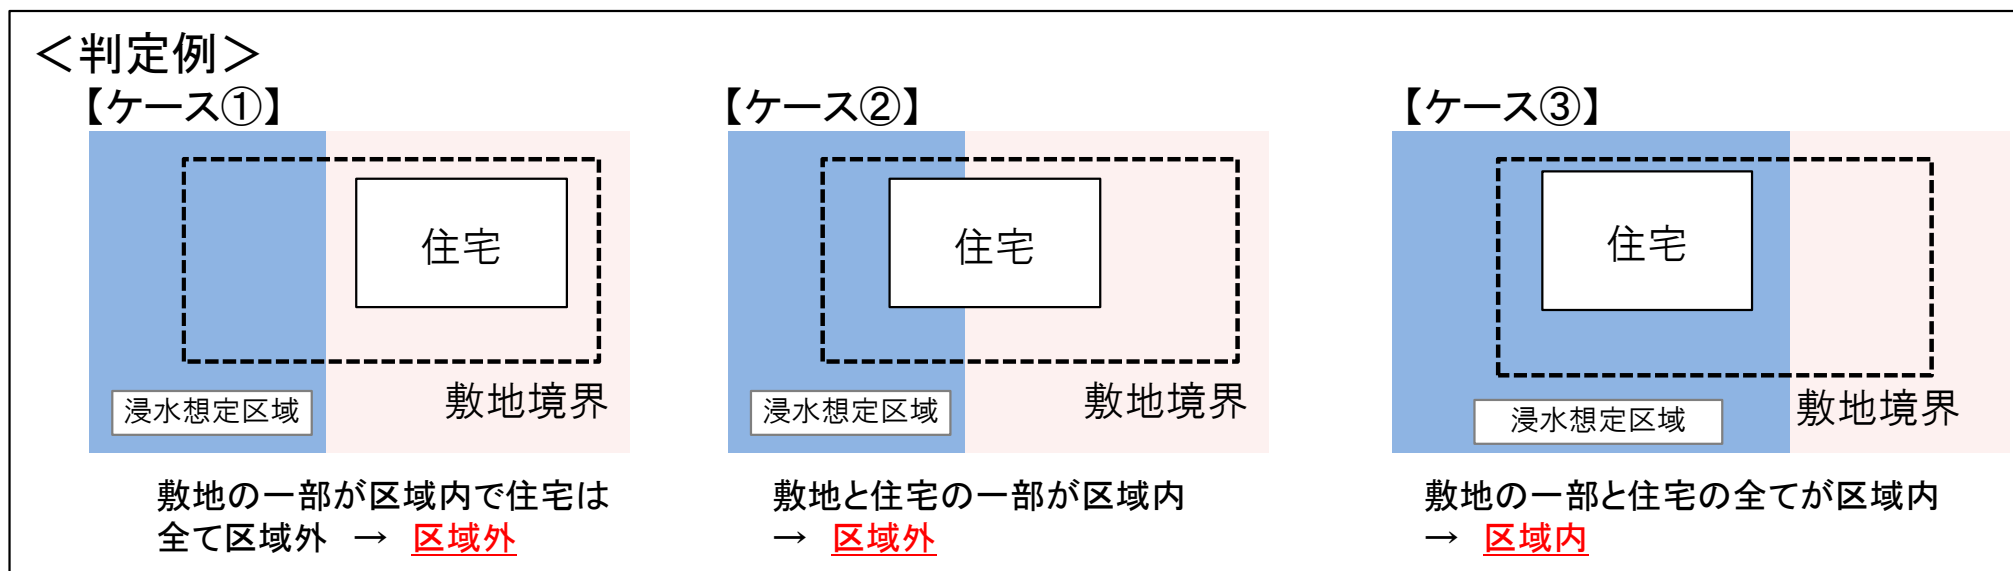 ＜判定例＞
【ケース①】
住宅
浸水想定区域
敷地境界
敷地の一部が区域内で住宅は
全て区域外 → 区域外
【ケース②】
住宅
浸水想定区域
敷地境界
敷地と住宅の一部が区域内
→ 区域外
【ケース③】
住宅
浸水想定区域
敷地境界
敷地の一部と住宅の全てが区域内
→ 区域内